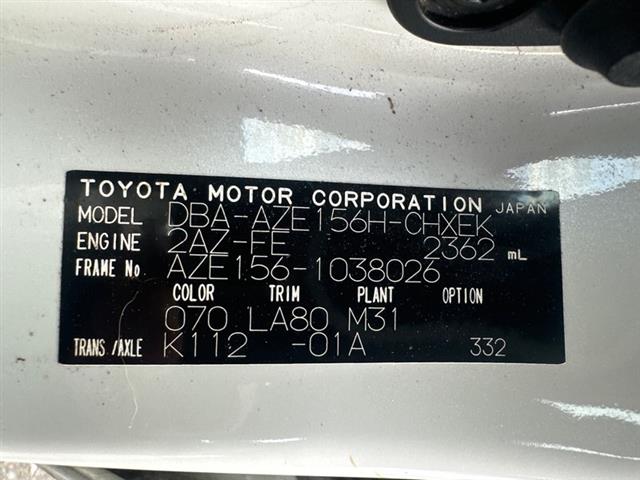 TOYOTA MOTOR CORPORATION JAPAN
MODEL DBA-AZE156H-CHXEK
ENGINE 2AZ-FE 2362 mL
FRAME No AZE156-1038026
COLOR TRIM PLANT OPTION
070 LA80 M31
TRANS./AXLE K112 -01A 332